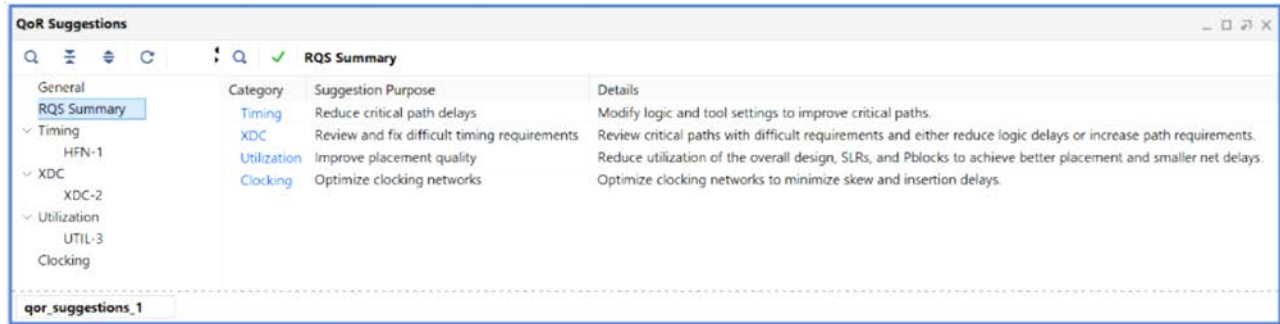 QoR Suggestions
RQS Summary
General
RQS Summary
Timing
HFN-1
XDC
XDC-2
Utilization
UTIL-3
Clocking
Category Suggestion Purpose Details
Timing Reduce critical path delays Modify logic and tool settings to improve critical paths.
XDC Review and fix difficult timing requirements Review critical paths with difficult requirements and either reduce logic delays or increase path requirements.
Utilization Improve placement quality Reduce utilization of the overall design, SLRs, and Pblocks to achieve better placement and smaller net delays.
Clocking Optimize clocking networks Optimize clocking networks to minimize skew and insertion delays.
qor_suggestions_1